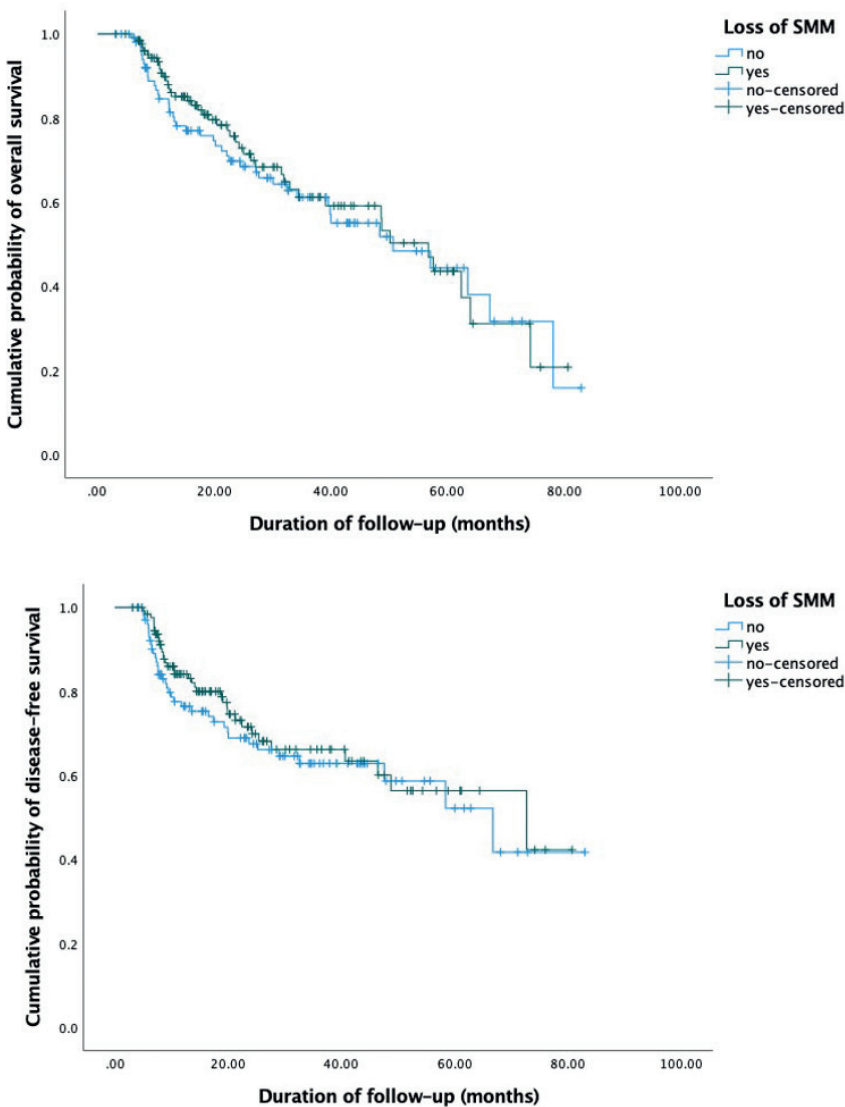 Loss of SMM
no
yes
no-censored
yes-censored
Cumulative probability of overall survival
1.0
0.8
0.6
0.4
0.2
0.0
.00 20.00 40.00 60.00 80.00 100.00
Duration of follow-up (months)
Loss of SMM
no
yes
no-censored
yes-censored
Cumulative probability of disease-free survival
1.0
0.8
0.6
0.4
0.2
0.0
.00 20.00 40.00 60.00 80.00 100.00
Duration of follow-up (months)